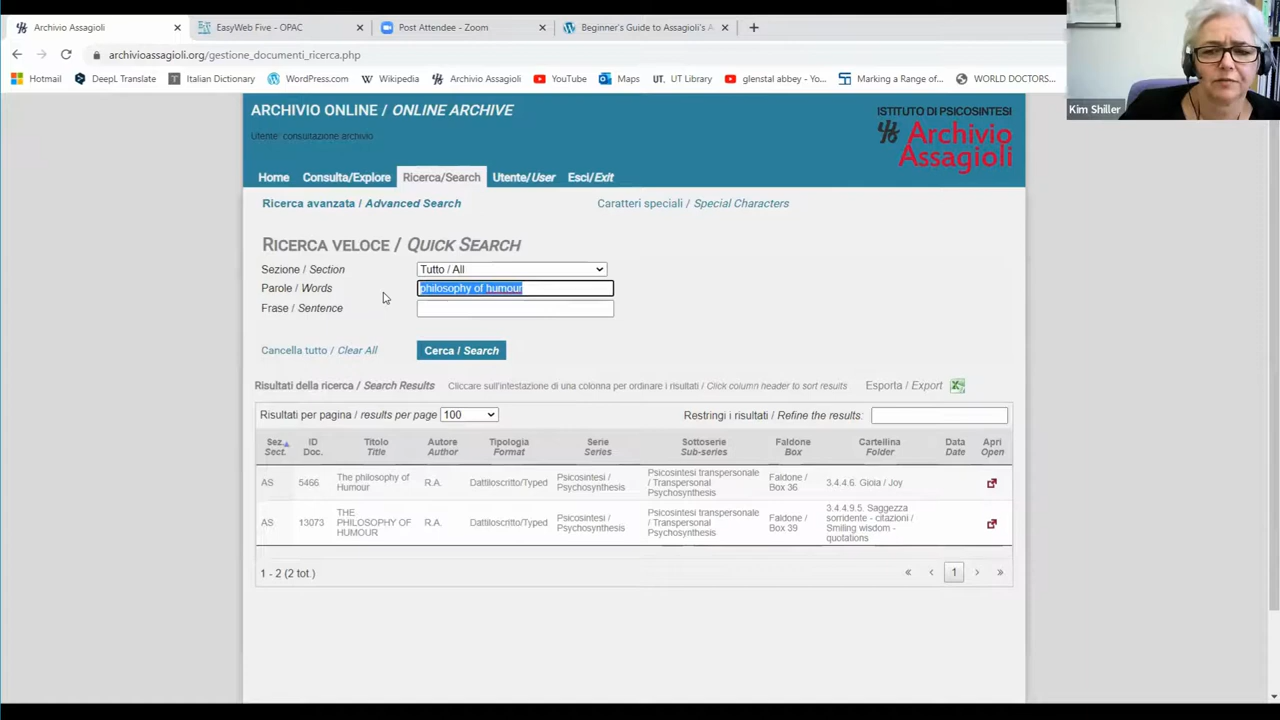 Archivio Assagioli
EasyWeb Five - OPAC
Post Attendee - Zoom
Beginner's Guide to Assagioli's A
archivioassagioli.org/gestione_documenti_ricerca.php
Hotmail DeepL Translate Italian Dictionary WordPress.com Wikipedia Archivio Assagioli YouTube Maps UT. UT Library glenstal abbey - Yo... Marking a Range of... WORLD DOCTORS...
Kim Shiller
ARCHIVIO ONLINE / ONLINE ARCHIVE
Utente: consultazione archivio
ISTITUTO DI PSICOSINTESI
Archivio
Assagioli
Home Consulta/Explore Ricerca/Search Utente/User Esci/Exit
Ricerca avanzata / Advanced Search
Caratteri speciali / Special Characters
RICERCA VELOCE / QUICK SEARCH
Sezione / Section Tutto / All
Parole / Words philosophy of humour
Frase / Sentence
Cancella tutto / Clear All Cerca / Search
Risultati della ricerca / Search Results Cliccare sull'intestazione di una colonna per ordinare i risultati / Click column header to sort results Esporta / Export
Risultati per pagina / results per page 100 Restringi i risultati / Refine the results:
Sez. ID Titolo Autore Tipologia Serie Sottoserie Faldone Cartellina Data Apri
Sect. Doc. Title Author Format Series Sub-series Box Folder Date Open
AS 5466 The philosophy of Humour R.A. Dattiloscritto/Typed Psicosintesi / Psychosynthesis Psicosintesi transpersonale / Transpersonal Psychosynthesis Faldone / Box 36 3.4.4.6. Gioia / Joy
AS 13073 THE PHILOSOPHY OF HUMOUR R.A. Dattiloscritto/Typed Psicosintesi / Psychosynthesis Psicosintesi transpersonale / Transpersonal Psychosynthesis Faldone / Box 39 3.4.4.9.5. Saggezza sorridente - citazioni / Smiling wisdom - quotations
1 - 2 (2 tot.) « ‹ 1 › »